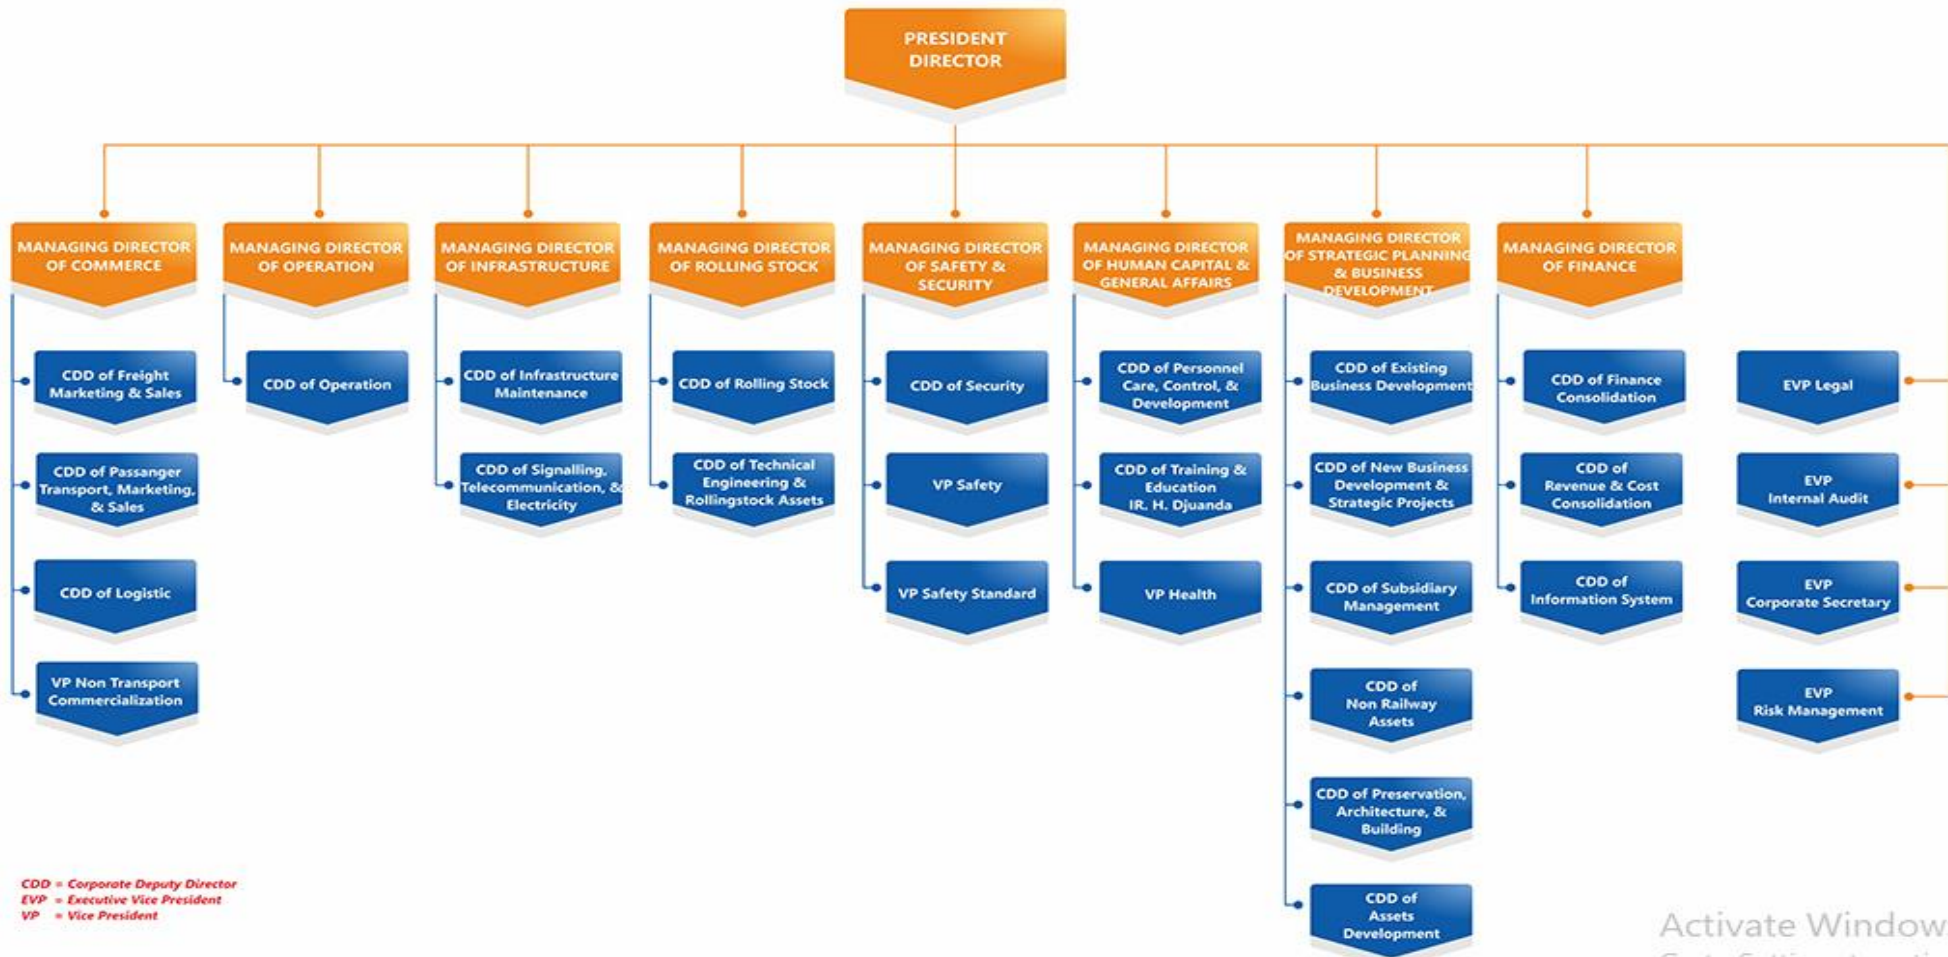 PRESIDENT
DIRECTOR
MANAGING DIRECTOR
OF COMMERCE
CDD of Freight
Marketing & Sales
CDD of Passanger
Transport, Marketing,
& Sales
CDD of Logistic
VP Non Transport
Commercialization
MANAGING DIRECTOR
OF OPERATION
CDD of Operation
MANAGING DIRECTOR
OF INFRASTRUCTURE
CDD of Infrastructure
Maintenance
CDD of Signalling,
Telecommunication, &
Electricity
MANAGING DIRECTOR
OF ROLLING STOCK
CDD of Rolling Stock
CDD of Technical
Engineering &
Rollingstock Assets
MANAGING DIRECTOR
OF SAFETY &
SECURITY
CDD of Security
VP Safety
VP Safety Standard
MANAGING DIRECTOR
OF HUMAN CAPITAL &
GENERAL AFFAIRS
CDD of Personnel
Care, Control, &
Development
CDD of Training &
Education
IR. H. Djuanda
VP Health
MANAGING DIRECTOR
OF STRATEGIC PLANNING
& BUSINESS
DEVELOPMENT
CDD of Existing
Business Development
CDD of New Business
Development &
Strategic Projects
CDD of Subsidiary
Management
CDD of
Non Railway
Assets
CDD of Preservation,
Architecture, &
Building
CDD of
Assets
Development
MANAGING DIRECTOR
OF FINANCE
CDD of Finance
Consolidation
CDD of
Revenue & Cost
Consolidation
CDD of
Information System
EVP Legal
EVP
Internal Audit
EVP
Corporate Secretary
EVP
Risk Management
CDD = Corporate Deputy Director
EVP = Executive Vice President
VP = Vice President
Activate Window